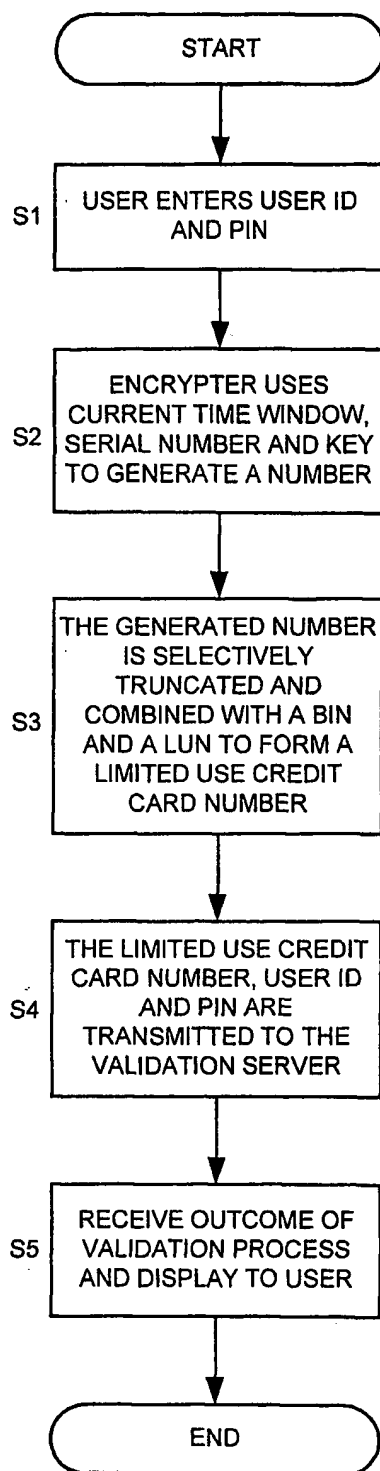 START
S1
USER ENTERS USER ID
AND PIN
S2
ENCRYPTER USES
CURRENT TIME WINDOW,
SERIAL NUMBER AND KEY
TO GENERATE A NUMBER
S3
THE GENERATED NUMBER
IS SELECTIVELY
TRUNCATED AND
COMBINED WITH A BIN
AND A LUN TO FORM A
LIMITED USE CREDIT
CARD NUMBER
S4
THE LIMITED USE CREDIT
CARD NUMBER, USER ID
AND PIN ARE
TRANSMITTED TO THE
VALIDATION SERVER
S5
RECEIVE OUTCOME OF
VALIDATION PROCESS
AND DISPLAY TO USER
END